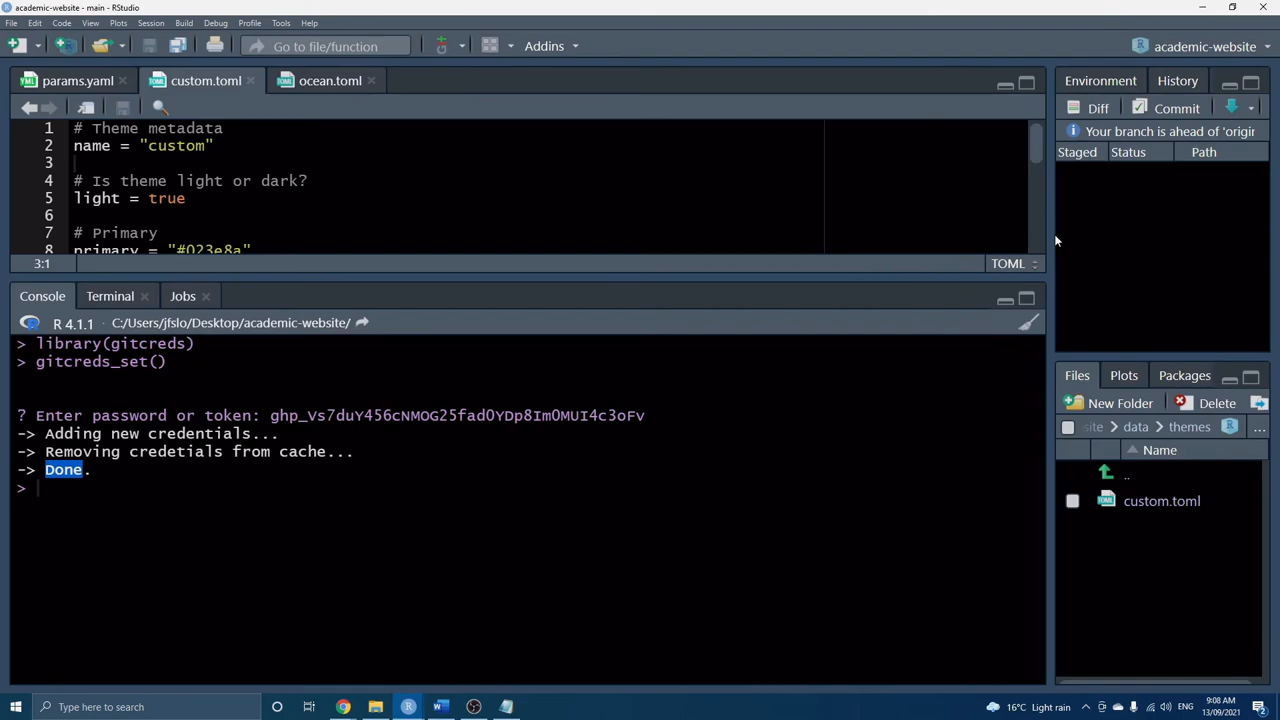 academic-website - main - RStudio
File Edit Code View Plots Session Build Debug Profile Tools Help
Go to file/function
Addins
academic-website
params.yaml
custom.toml
ocean.toml
1 # Theme metadata
2 name = "custom"
3
4 # Is theme light or dark?
5 light = true
6
7 # Primary
8 primary = "#023e8a"
3:1
TOML
Console Terminal Jobs
R 4.1.1 · C:/Users/jfslo/Desktop/academic-website/
> library(gitcreds)
> gitcreds_set()
? Enter password or token: ghp_Vs7duY456cNMOG25fadOYDp8ImOMUI4c3oFv
-> Adding new credentials...
-> Removing credetials from cache...
-> Done.
>
Environment History
Diff Commit
Your branch is ahead of 'origir
Staged Status Path
Files Plots Packages
New Folder Delete
site > data > themes
...
Name
..
custom.toml
Type here to search
16°C Light rain
ENG
9:08 AM
13/09/2021
2